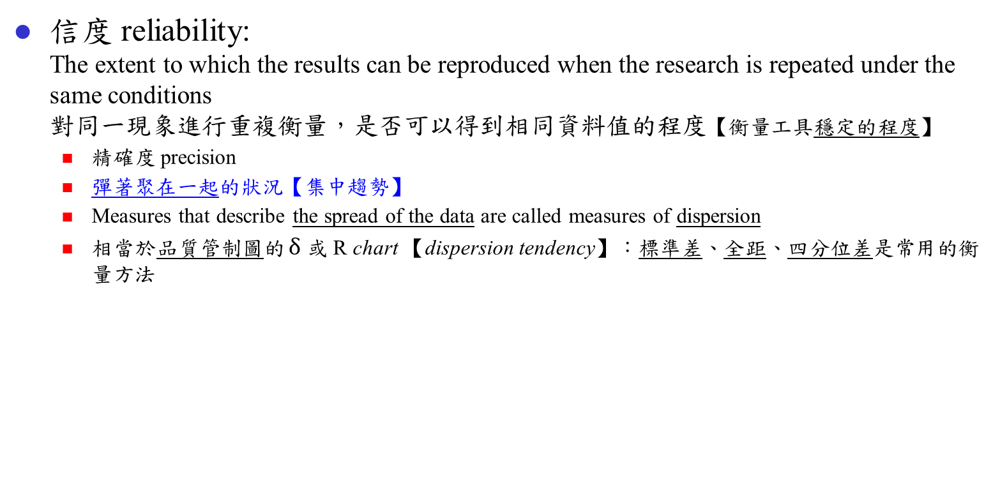 信度 reliability:
The extent to which the results can be reproduced when the research is repeated under the
same conditions
對同一現象進行重複衡量，是否可以得到相同資料值的程度【衡量工具穩定的程度】
精確度 precision
彈著聚在一起的狀況【集中趨勢】
Measures that describe the spread of the data are called measures of dispersion
相當於品質管制圖的 δ 或 R chart 【dispersion tendency】：標準差、全距、四分位差是常用的衡
量方法